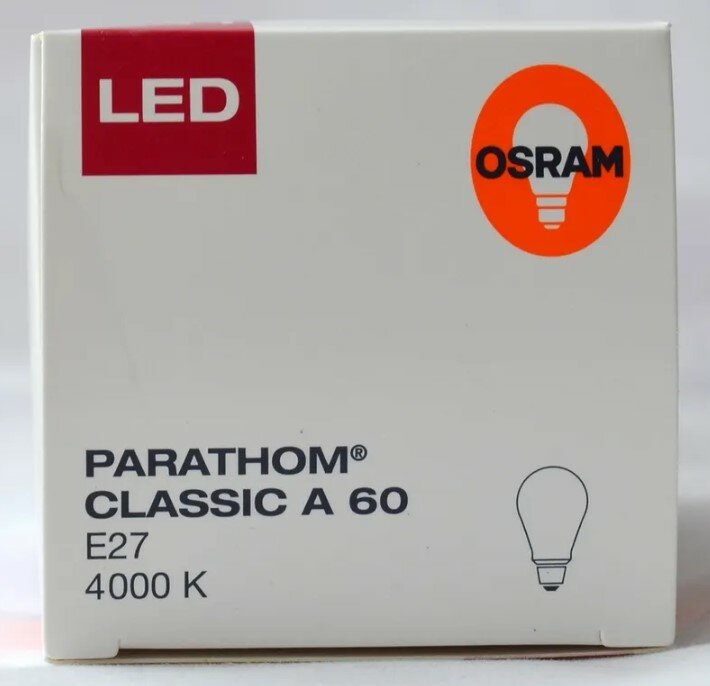 LED
OSRAM
PARATHOM®
CLASSIC A 60
E27
4000 K